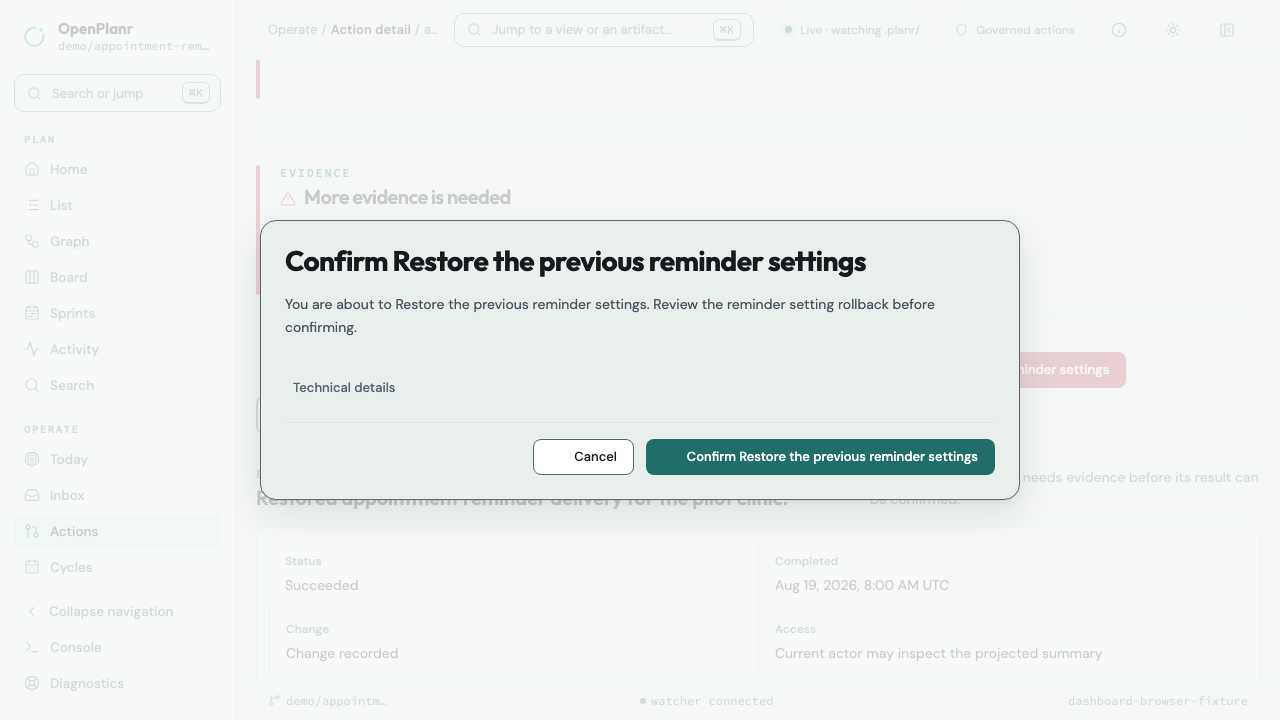 OpenPlanr
demo/appointment-rem…
Search or jump ⌘K
PLAN
Home
List
Graph
Board
Sprints
Activity
Search
OPERATE
Today
Inbox
Actions
Cycles
Collapse navigation
Console
Diagnostics
Operate / Action detail / a…
Jump to a view or an artifact… ⌘K
Live · watching .planr/
Governed actions
EVIDENCE
More evidence is needed
Confirm Restore the previous reminder settings
You are about to Restore the previous reminder settings. Review the reminder setting rollback before
confirming.
Technical details
Cancel
Confirm Restore the previous reminder settings
minder settings
needs evidence before its result can
be confirmed.
Restored appointment reminder delivery for the pilot clinic.
Status
Succeeded
Completed
Aug 19, 2026, 8:00 AM UTC
Change
Change recorded
Access
Current actor may inspect the projected summary
demo/appointm…
watcher connected
dashboard-browser-fixture